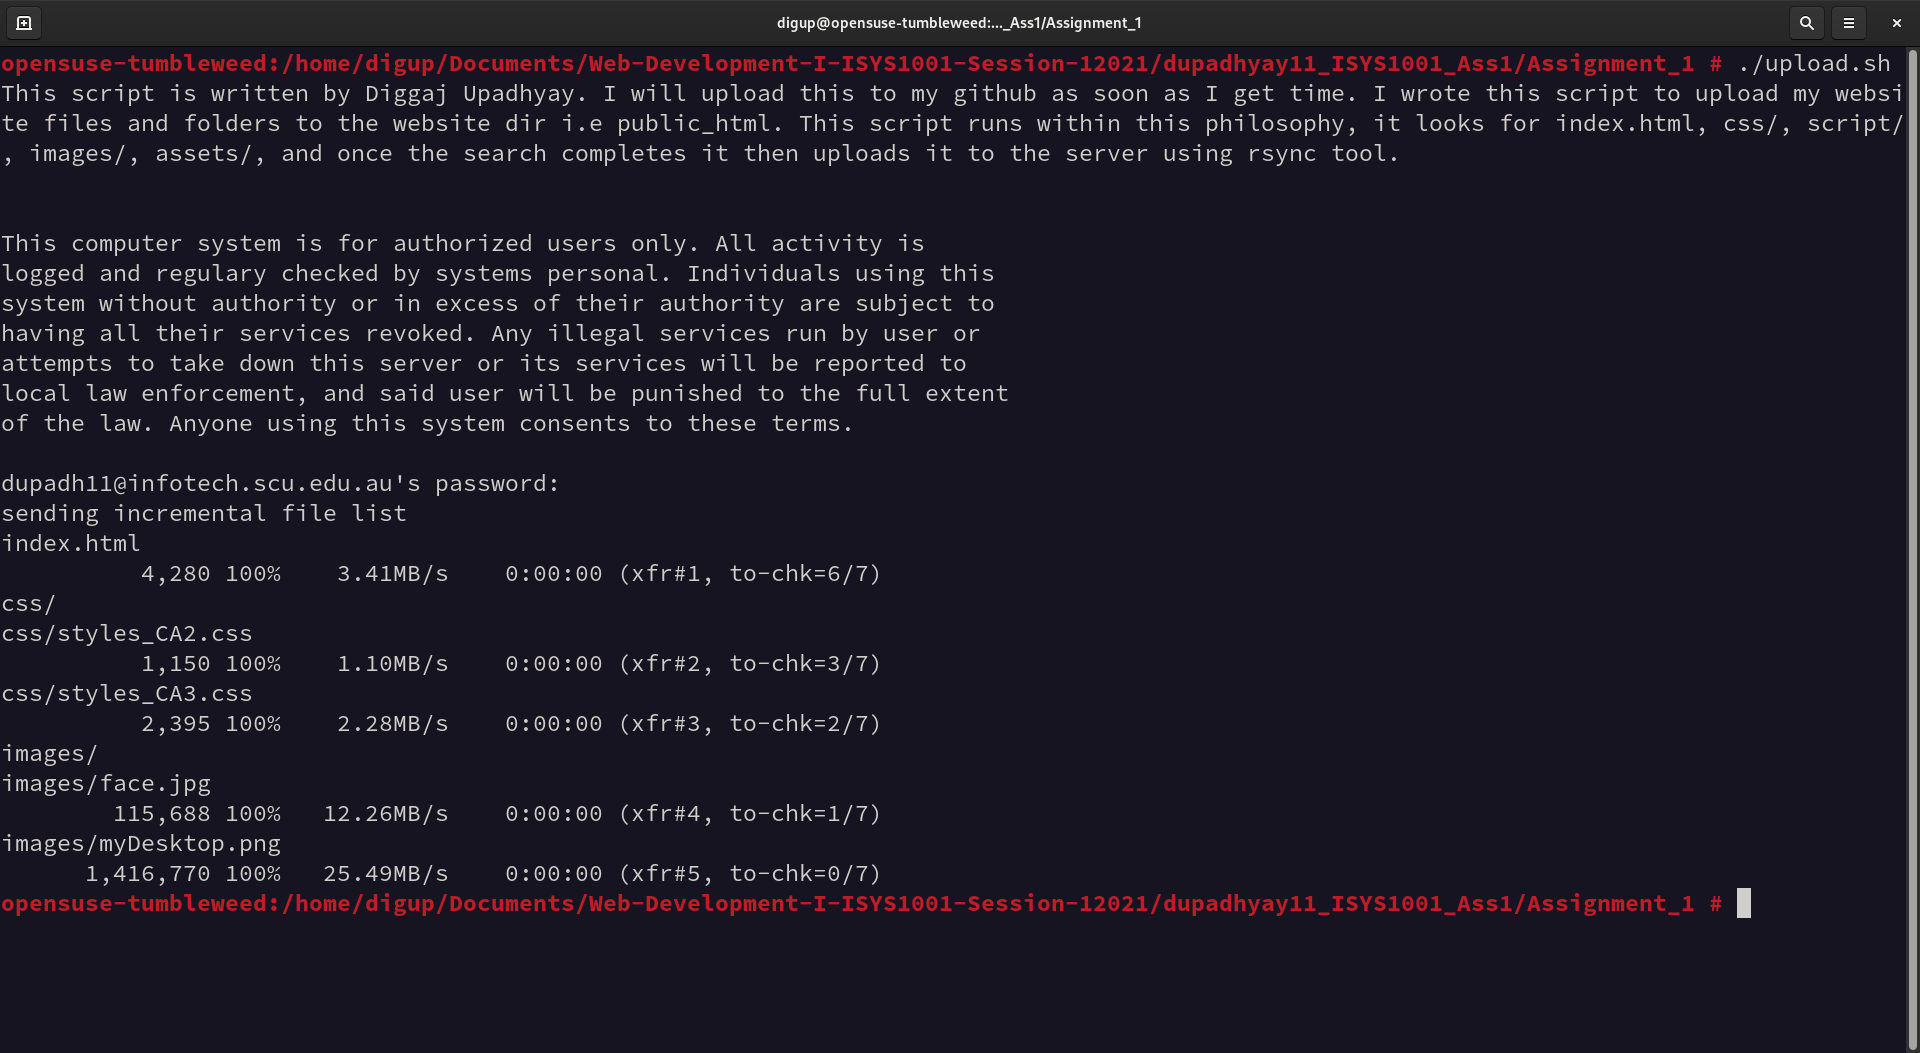 digup@opensuse-tumbleweed:..._Ass1/Assignment_1
opensuse-tumbleweed:/home/digup/Documents/Web-Development-I-ISYS1001-Session-12021/dupadhyay11_ISYS1001_Ass1/Assignment_1 # ./upload.sh
This script is written by Diggaj Upadhyay. I will upload this to my github as soon as I get time. I wrote this script to upload my websi
te files and folders to the website dir i.e public_html. This script runs within this philosophy, it looks for index.html, css/, script/
, images/, assets/, and once the search completes it then uploads it to the server using rsync tool.
This computer system is for authorized users only. All activity is
logged and regulary checked by systems personal. Individuals using this
system without authority or in excess of their authority are subject to
having all their services revoked. Any illegal services run by user or
attempts to take down this server or its services will be reported to
local law enforcement, and said user will be punished to the full extent
of the law. Anyone using this system consents to these terms.
dupadh11@infotech.scu.edu.au's password:
sending incremental file list
index.html
4,280 100% 3.41MB/s 0:00:00 (xfr#1, to-chk=6/7)
css/
css/styles_CA2.css
1,150 100% 1.10MB/s 0:00:00 (xfr#2, to-chk=3/7)
css/styles_CA3.css
2,395 100% 2.28MB/s 0:00:00 (xfr#3, to-chk=2/7)
images/
images/face.jpg
115,688 100% 12.26MB/s 0:00:00 (xfr#4, to-chk=1/7)
images/myDesktop.png
1,416,770 100% 25.49MB/s 0:00:00 (xfr#5, to-chk=0/7)
opensuse-tumbleweed:/home/digup/Documents/Web-Development-I-ISYS1001-Session-12021/dupadhyay11_ISYS1001_Ass1/Assignment_1 #